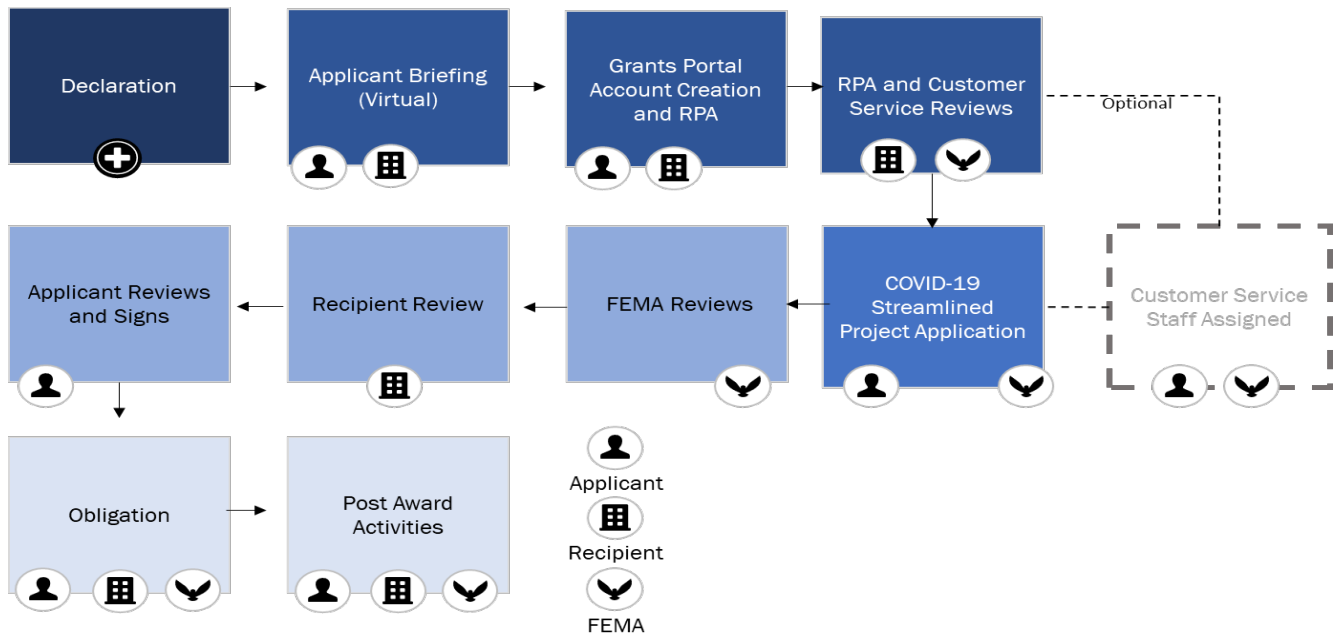 Declaration
Applicant Briefing
(Virtual)
Grants Portal
Account Creation
and RPA
RPA and Customer
Service Reviews
Optional
Applicant Reviews
and Signs
Recipient Review
FEMA Reviews
COVID-19
Streamlined
Project Application
Customer Service
Staff Assigned
Obligation
Post Award
Activities
Applicant
Recipient
FEMA